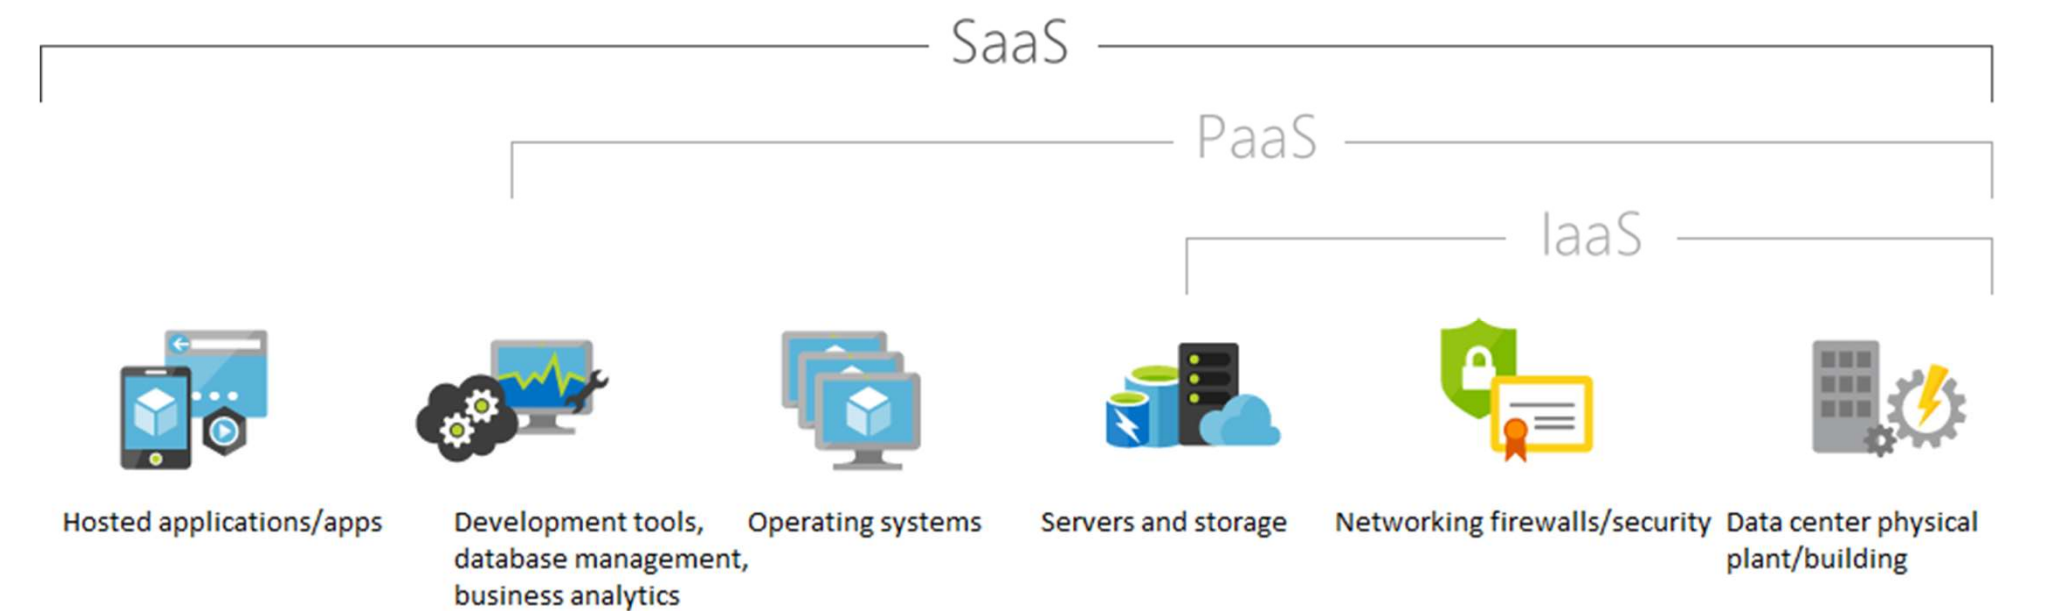 SaaS
PaaS
IaaS
Hosted applications/apps
Development tools,
database management,
business analytics
Operating systems
Servers and storage
Networking firewalls/security
Data center physical
plant/building